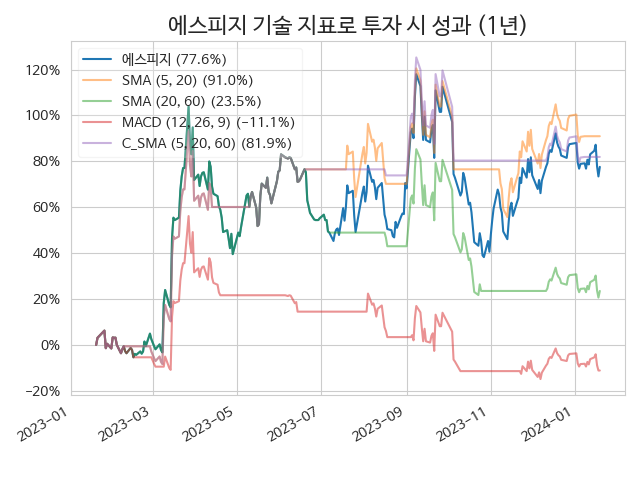 에스피지 기술 지표로 투자 시 성과 (1년)
에스피지 (77.6%)
SMA (5, 20) (91.0%)
SMA (20, 60) (23.5%)
MACD (12, 26, 9) (−11.1%)
C_SMA (5, 20, 60) (81.9%)
120%
100%
80%
60%
40%
20%
0%
−20%
2023-01
2023-03
2023-05
2023-07
2023-09
2023-11
2024-01